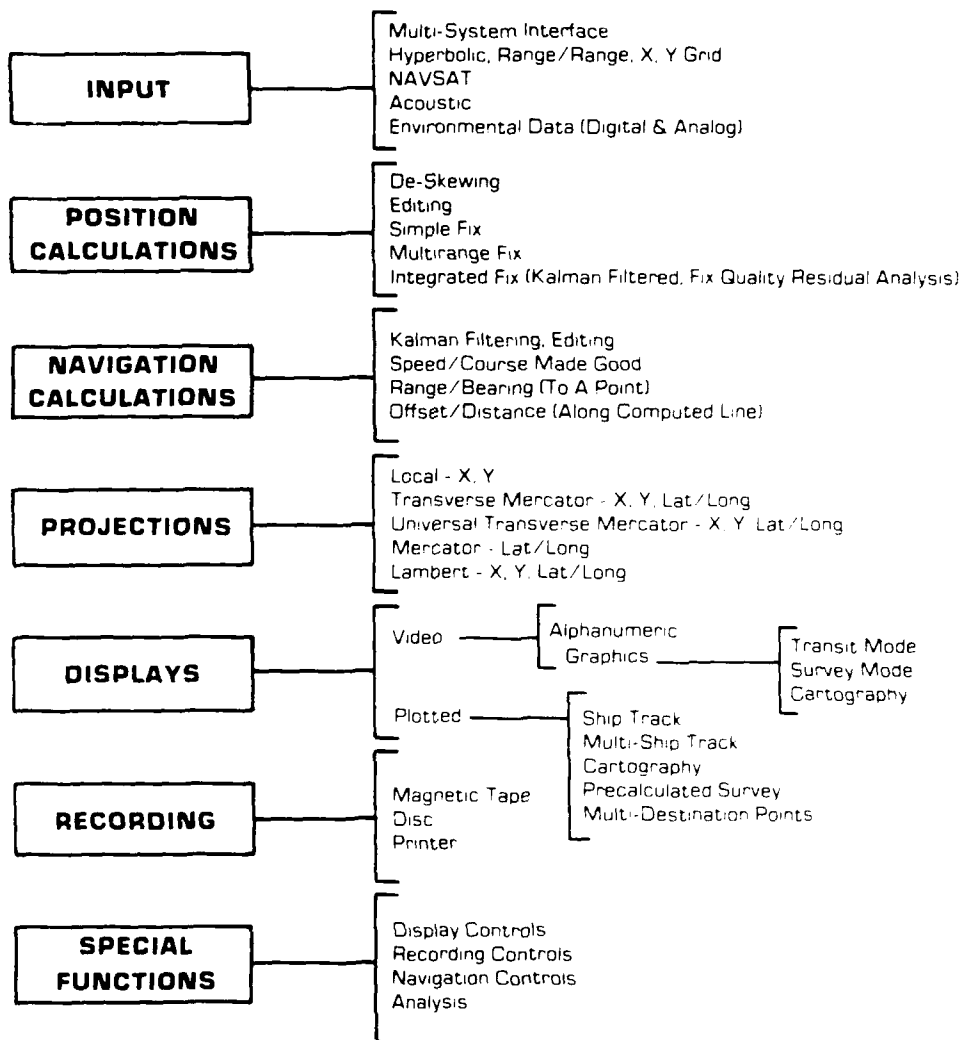 INPUT
Multi-System Interface
Hyperbolic, Range/Range, X, Y Grid
NAVSAT
Acoustic
Environmental Data (Digital & Analog)
POSITION
CALCULATIONS
De-Skewing
Editing
Simple Fix
Multirange Fix
Integrated Fix (Kalman Filtered, Fix Quality Residual Analysis)
NAVIGATION
CALCULATIONS
Kalman Filtering, Editing
Speed/Course Made Good
Range/Bearing (To A Point)
Offset/Distance (Along Computed Line)
PROJECTIONS
Local - X, Y
Transverse Mercator - X, Y, Lat/Long
Universal Transverse Mercator - X, Y Lat/Long
Mercator - Lat/Long
Lambert - X, Y, Lat/Long
DISPLAYS
Video
Alphanumeric
Graphics
Transit Mode
Survey Mode
Cartography
Plotted
Ship Track
Multi-Ship Track
Cartography
Precalculated Survey
Multi-Destination Points
RECORDING
Magnetic Tape
Disc
Printer
SPECIAL
FUNCTIONS
Display Controls
Recording Controls
Navigation Controls
Analysis